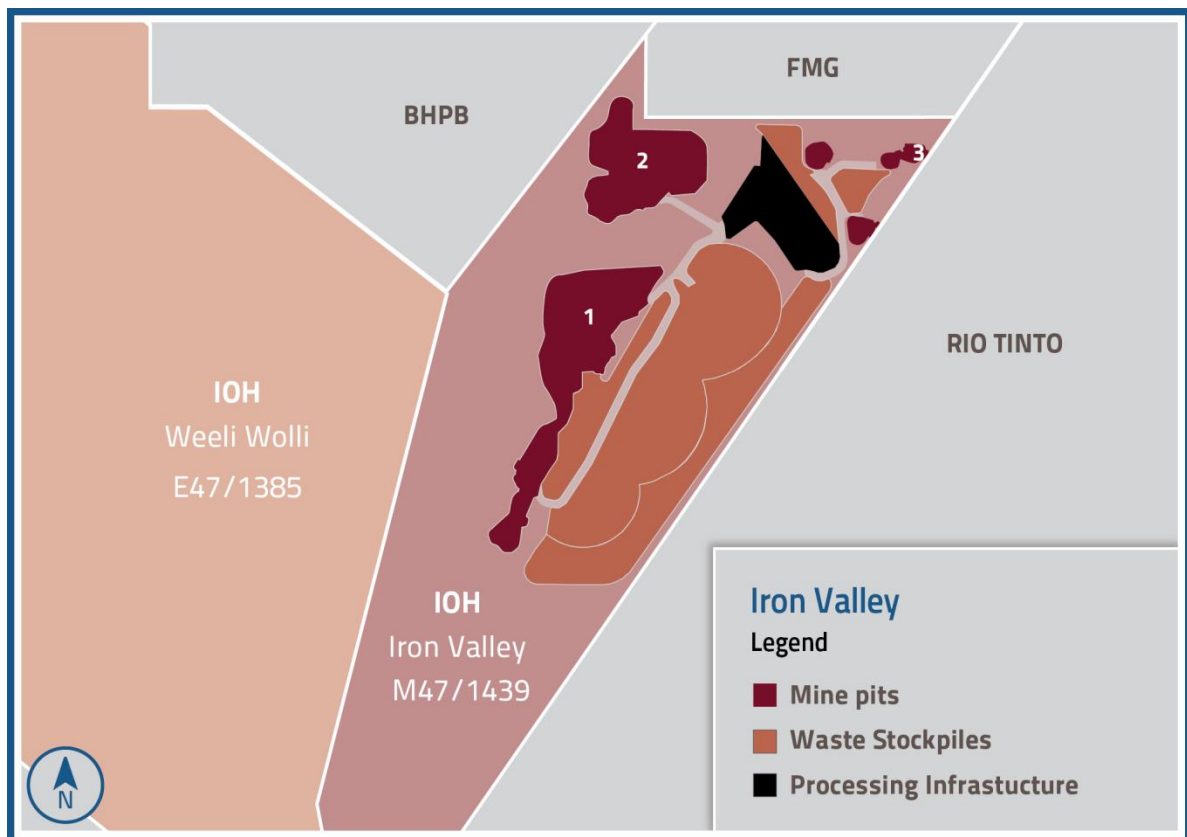 FMG
BHPB
2
3
1
RIO TINTO
IOH
Weeli Wolli
E47/1385
IOH
Iron Valley
M47/1439
Iron Valley
Legend
Mine pits
Waste Stockpiles
Processing Infrastucture
N